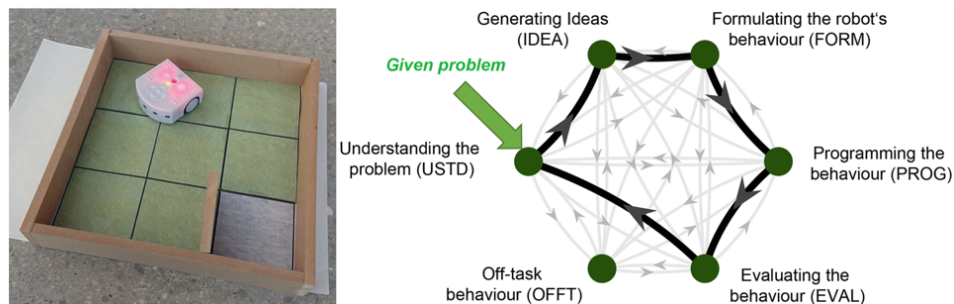 Generating Ideas
(IDEA)
Formulating the robot‘s
behaviour (FORM)
Given problem
Understanding the
problem (USTD)
Programming the
behaviour (PROG)
Off-task
behaviour (OFFT)
Evaluating the
behaviour (EVAL)